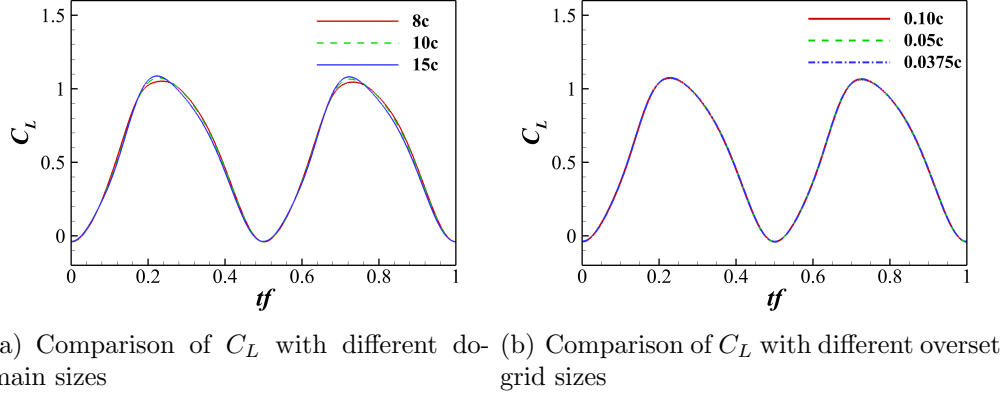 1.5
1
0.5
0
C_L
8c
10c
15c
0 0.2 0.4 0.6 0.8 1
tf
1.5
1
0.5
0
C_L
0.10c
0.05c
0.0375c
0 0.2 0.4 0.6 0.8 1
tf
a) Comparison of C_L with different do-
main sizes
(b) Comparison of C_L with different overset
grid sizes